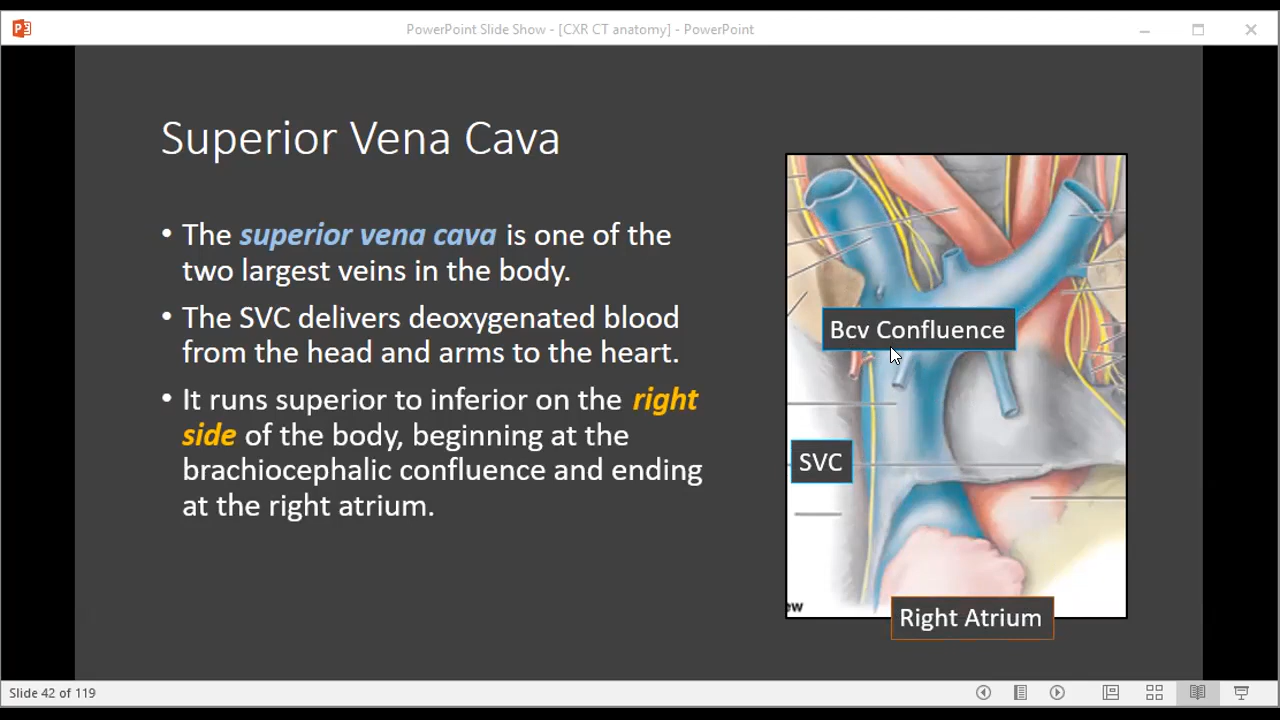 PowerPoint Slide Show - [CXR CT anatomy] - PowerPoint
Superior Vena Cava
• The superior vena cava is one of the
two largest veins in the body.
• The SVC delivers deoxygenated blood
from the head and arms to the heart.
• It runs superior to inferior on the right
side of the body, beginning at the
brachiocephalic confluence and ending
at the right atrium.
Bcv Confluence
SVC
ew
Right Atrium
Slide 42 of 119